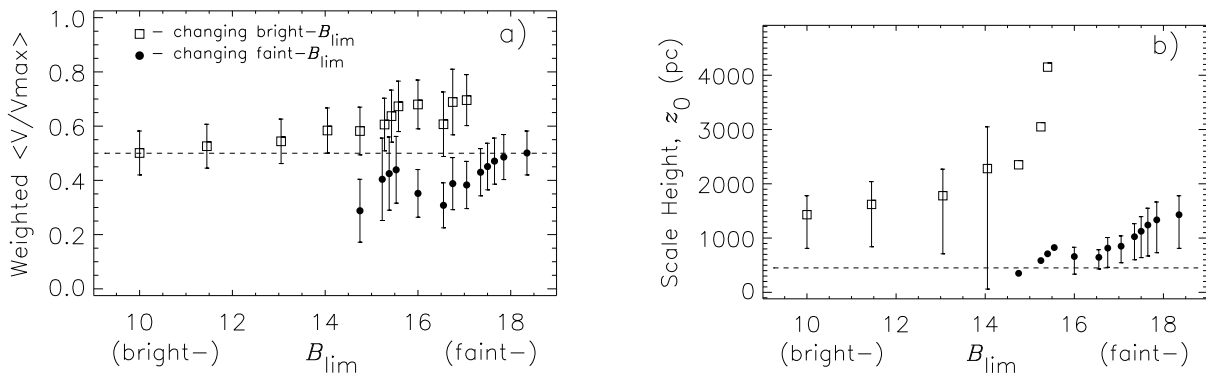 a)
□ – changing bright-B_lim
● – changing faint-B_lim
Weighted <V/Vmax>
1.0
0.8
0.6
0.4
0.2
0.0
10 12 14 16 18
(bright-) B_lim (faint-)
b)
Scale Height, z_0 (pc)
4000
3000
2000
1000
0
10 12 14 16 18
(bright-) B_lim (faint-)